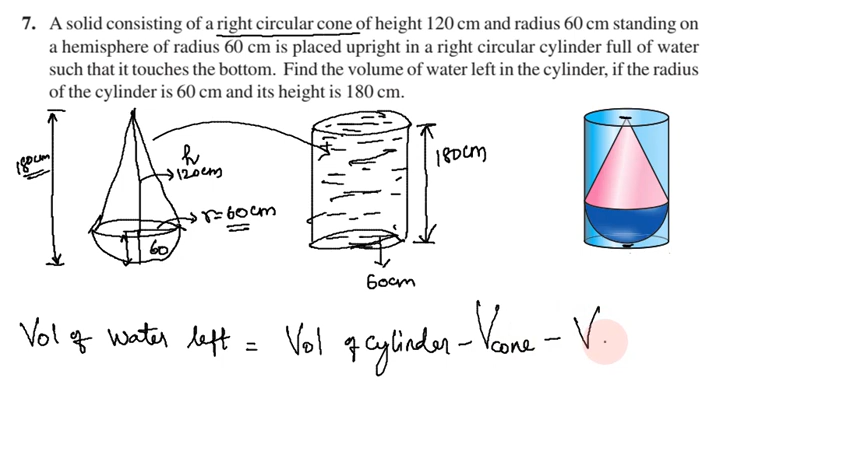 7. A solid consisting of a right circular cone of height 120 cm and radius 60 cm standing on
a hemisphere of radius 60 cm is placed upright in a right circular cylinder full of water
such that it touches the bottom. Find the volume of water left in the cylinder, if the radius
of the cylinder is 60 cm and its height is 180 cm.
180cm
h
120cm
r=60cm
60
180cm
60cm
Vol of water left = Vol of cylinder - Vcone - V